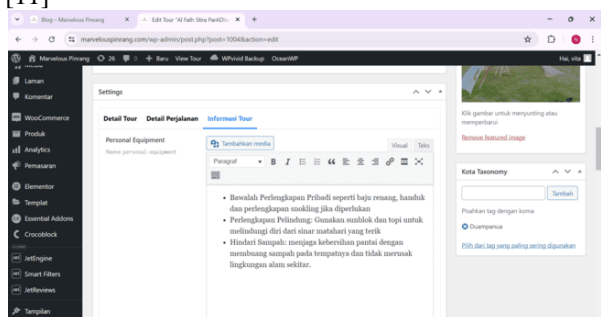 [11]
Blog - Marvelous Pinrang
Edit Tour "Al Fath Stira ParADIs
marvelouspinrang.com/wp-admin/post.php?post=1004&action=edit
Marvelous Pinrang 26 0 + Baru View Tour WPvivid Backup OceanWP
Hai, vita
Laman
Komentar
WooCommerce
Produk
Analytics
Pemasaran
Elementor
Templat
Essential Addons
Crocoblock
JetEngine
Smart Filters
JetReviews
Tampilan
Settings
Detail Tour Detail Perjalanan Informasi Tour
Personal Equipment
Name: personal-equipment
Tambahkan media
Visual Teks
Paragraf
Bawalah Perlengkapan Pribadi seperti baju renang, handuk
dan perlengkapan snokling jika diperlukan
Perlengkapan Pelindung: Gunakan sunblok dan topi untuk
melindungi diri dari sinar matahari yang terik
Hindari Sampah: menjaga kebersihan pantai dengan
membuang sampah pada tempatnya dan tidak merusak
lingkungan alam sekitar.
Klik gambar untuk menyunting atau
memperbarui
Remove featured image
Kota Taxonomy
Tambah
Pisahkan tag dengan koma
Duampanua
Pilih dari tag yang paling sering digunakan